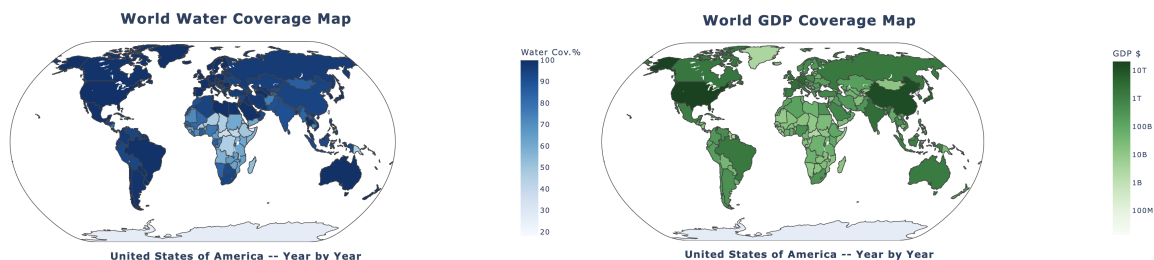 World Water Coverage Map
Water Cov.%
100
90
80
70
60
50
40
30
20
United States of America -- Year by Year
World GDP Coverage Map
GDP $
10T
1T
100B
10B
1B
100M
United States of America -- Year by Year